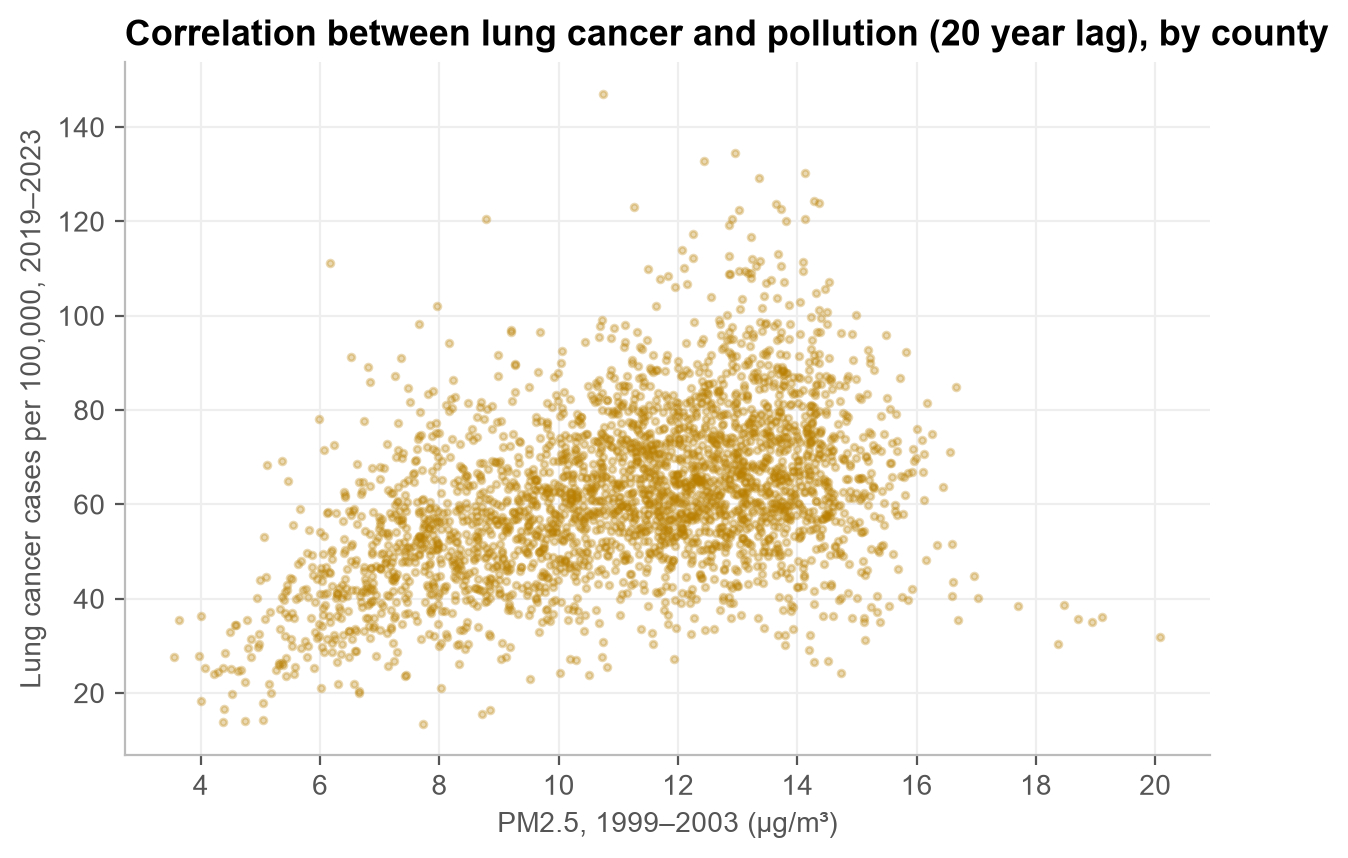 Correlation between lung cancer and pollution (20 year lag), by county
Lung cancer cases per 100,000, 2019–2023
140
120
100
80
60
40
20
4 6 8 10 12 14 16 18 20
PM2.5, 1999–2003 (µg/m³)